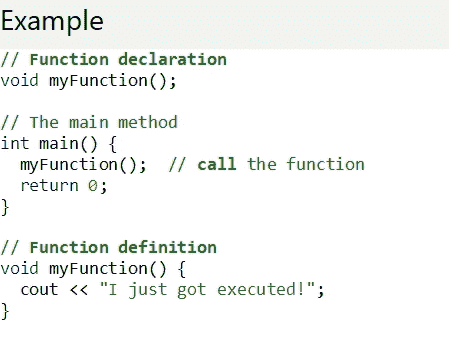 Example
// Function declaration
void myFunction();
// The main method
int main() {
  myFunction();  // call the function
  return 0;
}
// Function definition
void myFunction() {
  cout << "I just got executed!";
}